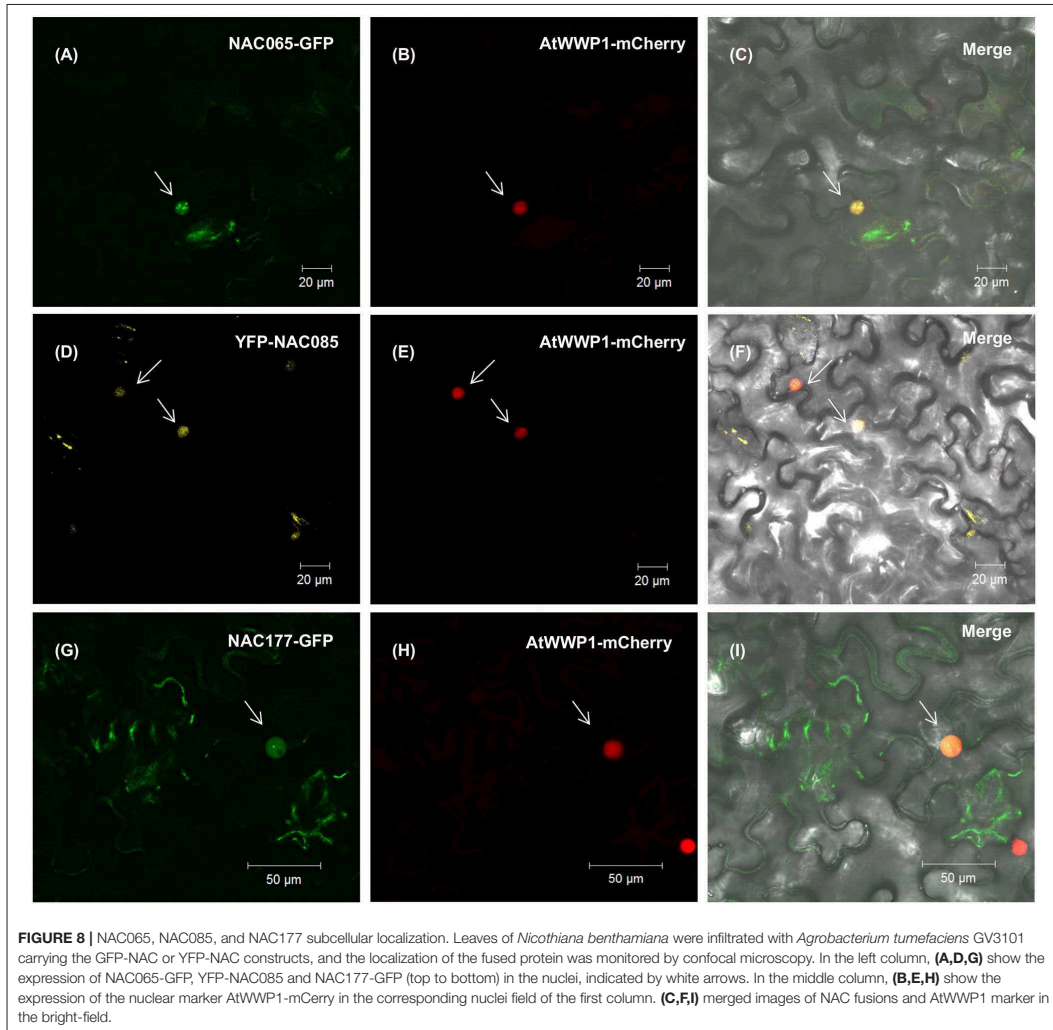 (A) NAC065-GFP
(B) AtWWP1-mCherry
(C) Merge
20 µm
20 µm
20 µm
(D) YFP-NAC085
(E) AtWWP1-mCherry
(F) Merge
20 µm
20 µm
20 µm
(G) NAC177-GFP
(H) AtWWP1-mCherry
(I) Merge
50 µm
50 µm
50 µm
FIGURE 8 | NAC065, NAC085, and NAC177 subcellular localization. Leaves of Nicothiana benthamiana were infiltrated with Agrobacterium tumefaciens GV3101
carrying the GFP-NAC or YFP-NAC constructs, and the localization of the fused protein was monitored by confocal microscopy. In the left column, (A,D,G) show the
expression of NAC065-GFP, YFP-NAC085 and NAC177-GFP (top to bottom) in the nuclei, indicated by white arrows. In the middle column, (B,E,H) show the
expression of the nuclear marker AtWWP1-mCerry in the corresponding nuclei field of the first column. (C,F,I) merged images of NAC fusions and AtWWP1 marker in
the bright-field.